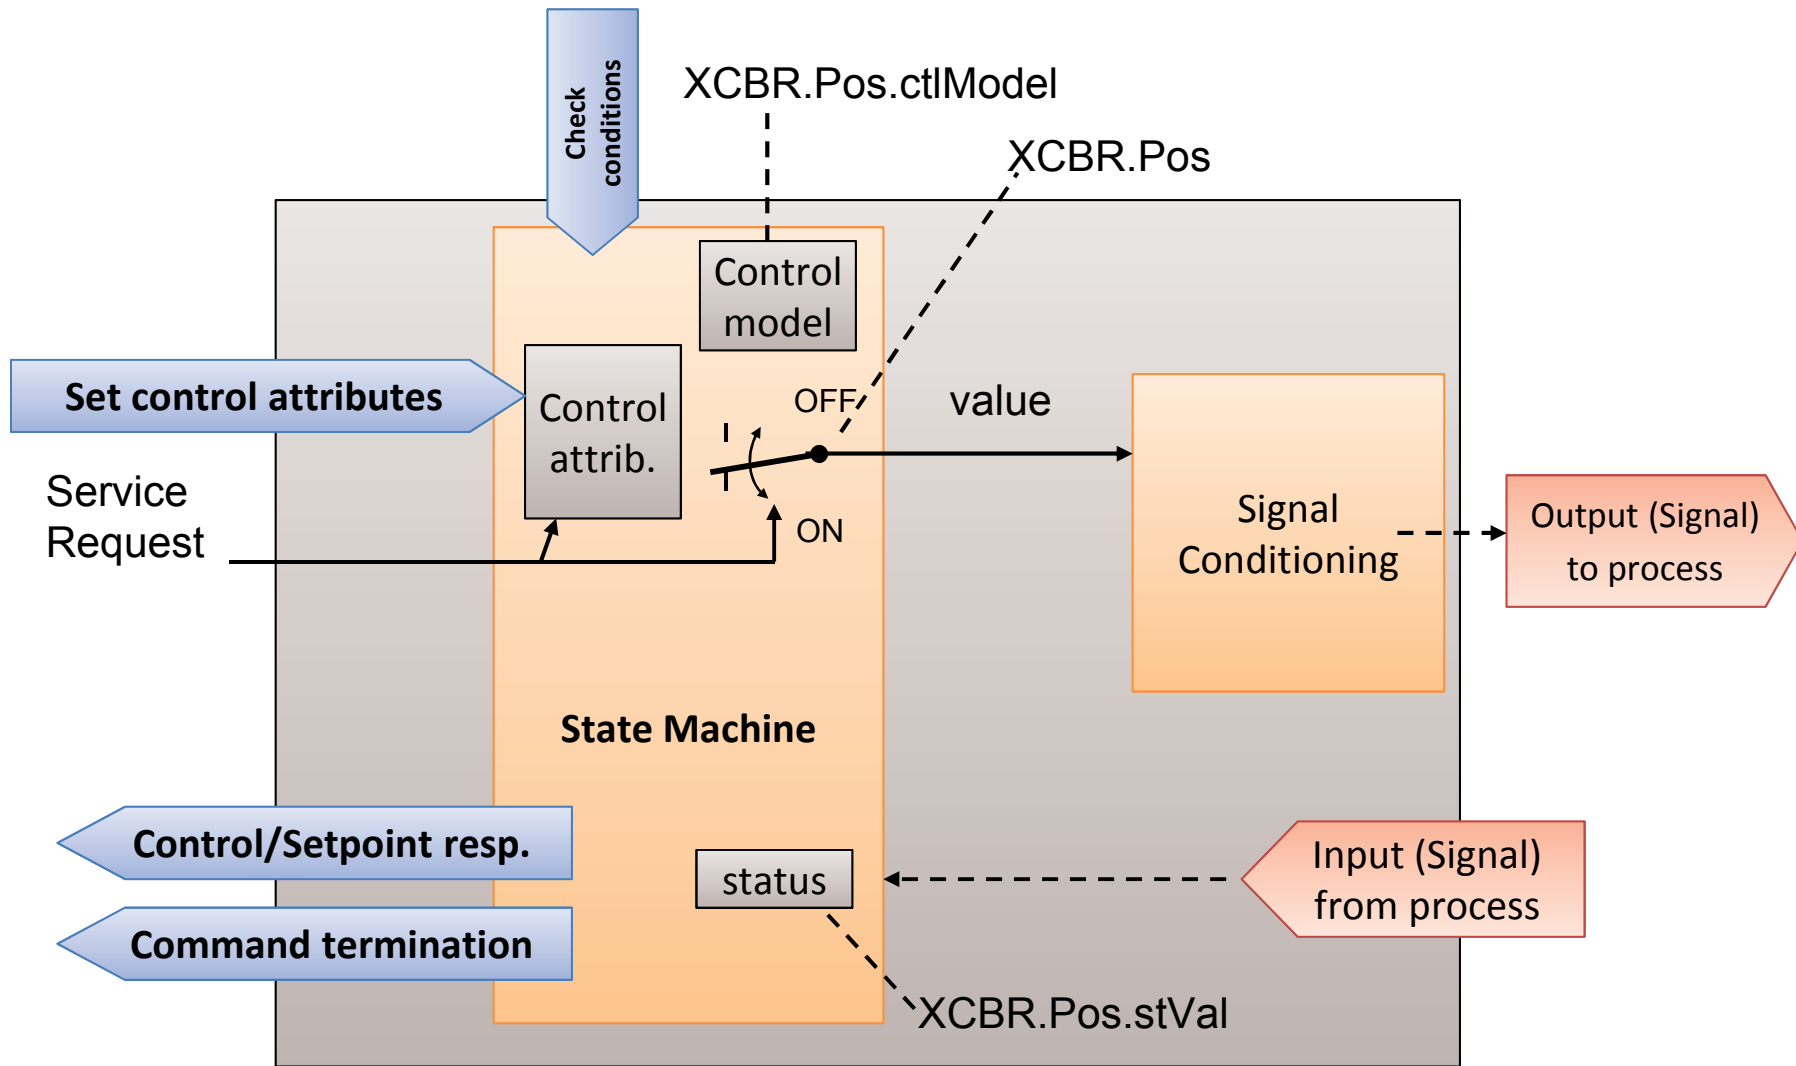 Check
conditions
XCBR.Pos.ctlModel
XCBR.Pos
Control
model
Set control attributes
Control
attrib.
OFF
value
Service
Request
ON
Signal
Conditioning
Output (Signal)
to process
State Machine
Control/Setpoint resp.
status
Input (Signal)
from process
Command termination
XCBR.Pos.stVal